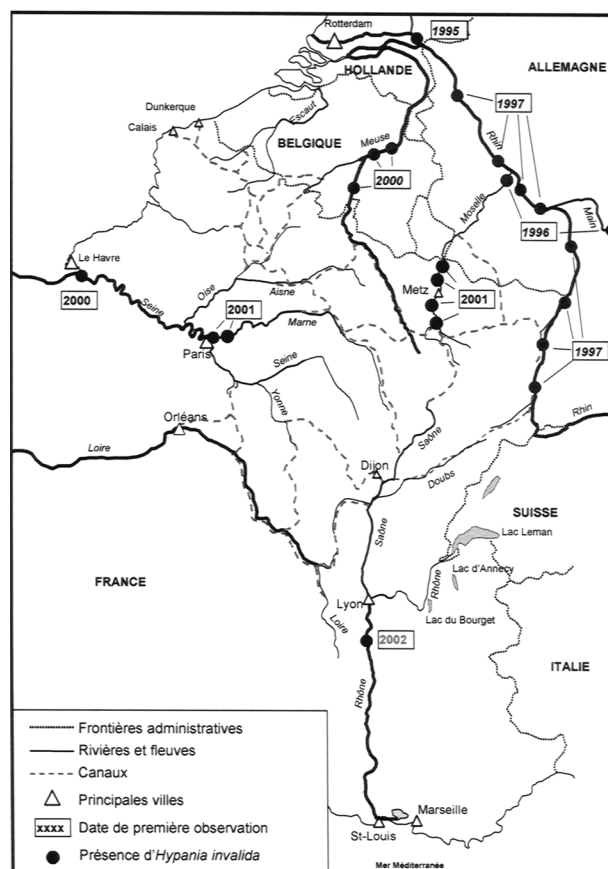 Rotterdam
1995
HOLLANDE
ALLEMAGNE
Dunkerque
Escaut
Calais
1997
BELGIQUE
Meuse
Rhin
2000
Moselle
Main
1996
Le Havre
Oise
Aisne
Metz
2000
2001
Seine
2001
Marne
Paris
Seine
1997
Yonne
Orléans
Rhin
Loire
Saône
Dijon
Doubs
SUISSE
Saône
Lac Leman
FRANCE
Lac d'Annecy
Rhône
Lyon
Loire
Lac du Bourget
2002
ITALIE
Rhône
Frontières administratives
Rivières et fleuves
Canaux
Principales villes
xxxx Date de première observation
Présence d'Hypania invalida
Marseille
St-Louis
Mer Méditerranée